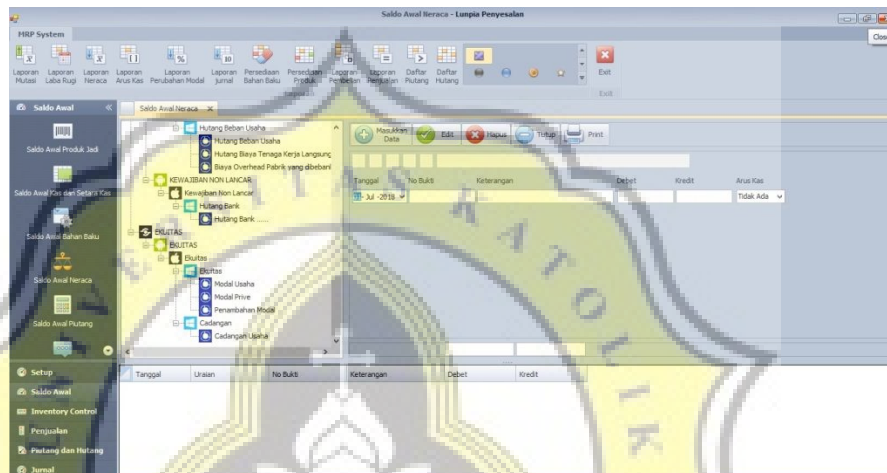 Saldo Awal Neraca - Lunpia Penyesalan
MRP System
Close
Laporan Mutasi
Laporan Laba Rugi
Laporan Neraca
Laporan Arus Kas
Laporan Perubahan Modal
Laporan jurnal
Persediaan Bahan Baku
Persediaan Produk
Laporan Pembelian
Laporan Penjualan
Daftar Piutang
Daftar Hutang
Exit
Exit
Saldo Awal
Saldo Awal Neraca
Saldo Awal Produk Jadi
Saldo Awal Kas dan Setara Kas
Saldo Awal Bahan Baku
Saldo Awal Neraca
Saldo Awal Piutang
Setup
Saldo Awal
Inventory Control
Penjualan
Piutang dan Hutang
Jurnal
Hutang Beban Usaha
Hutang Beban Usaha
Hutang Biaya Tenaga Kerja Langsung
Biaya Overhead Pabrik yang dibebani
KEWAJIBAN NON LANCAR
Kewajiban Non Lancar
Hutang Bank
Hutang Bank ......
EKUITAS
EKUITAS
Ekuitas
Ekuitas
Modal Usaha
Modal Prive
Penambahan Modal
Cadangan
Cadangan Usaha
Masukkan Data
Edit
Hapus
Tutup
Print
Tanggal No Bukti Keterangan Debet Kredit Arus Kas
- Jul -2018 Tidak Ada
Tanggal Uraian No Bukti Keterangan Debet Kredit